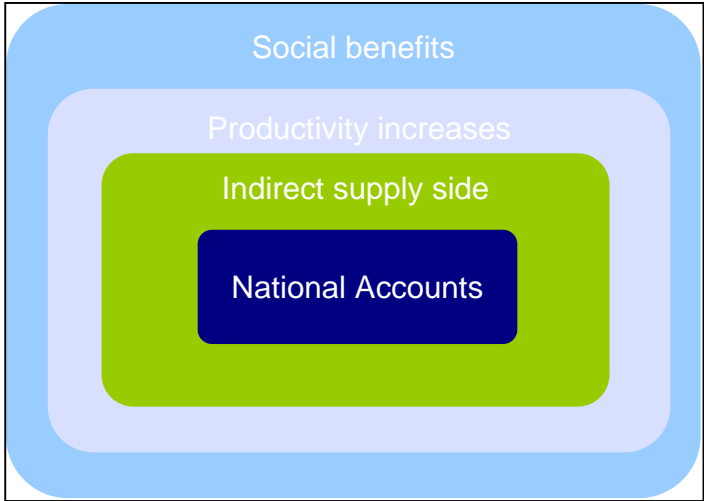 Social benefits
Productivity increases
Indirect supply side
National Accounts